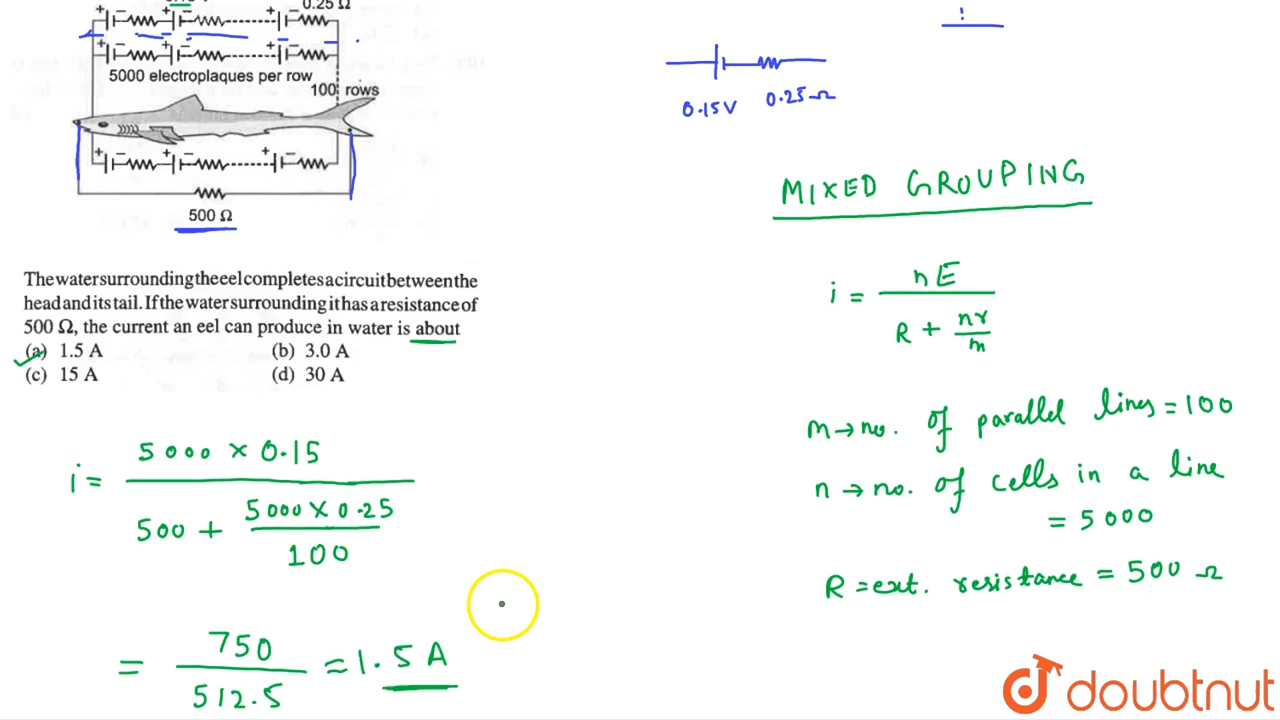 0.25 Ω
+ − + − + −
+ − + − + −
5000 electroplaques per row
100 rows
+ − + − + −
500 Ω
The water surrounding the eel completes a circuit between the
head and its tail. If the water surrounding it has a resistance of
500 Ω, the current an eel can produce in water is about
(a) 1.5 A (b) 3.0 A
(c) 15 A (d) 30 A
i = 5000 × 0.15
500 + 5000 × 0.25
100
= 750
512.5
= 1.5 A
0.15V 0.25 Ω
MIXED GROUPING
i = nE
R + nr
m
m → no. of parallel lines = 100
n → no. of cells in a line
= 5000
R = ext. resistance = 500 Ω
doubtnut